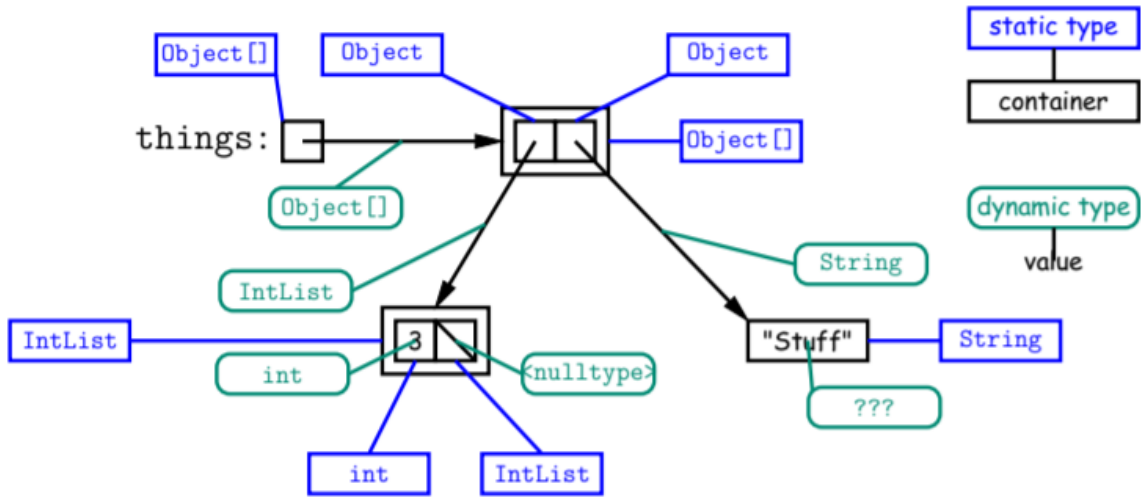 static type
Object[]
Object
Object
container
things:
Object[]
Object[]
dynamic type
String
value
IntList
IntList
3
"Stuff"
String
int
<nulltype>
???
int
IntList